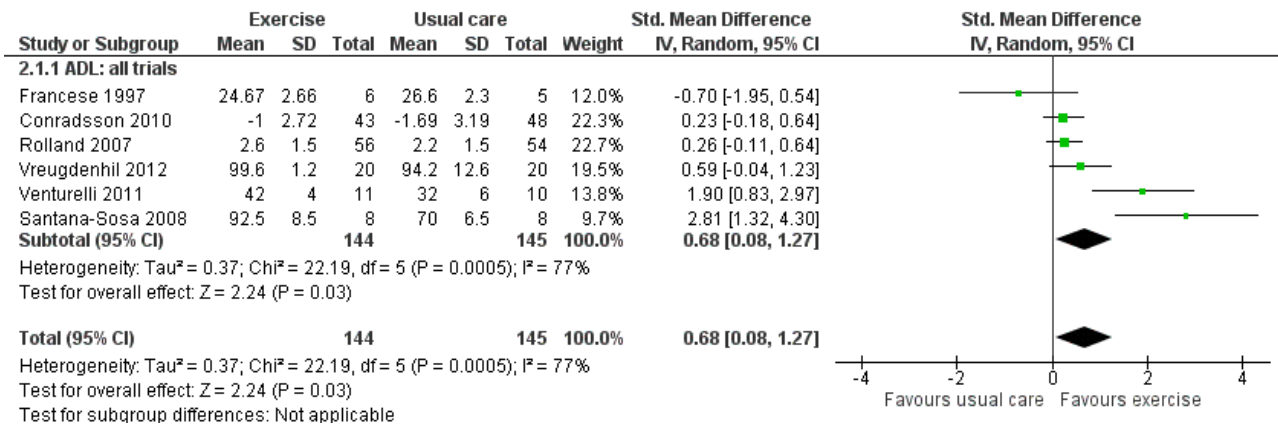 Exercise Usual care Std. Mean Difference Std. Mean Difference
Study or Subgroup Mean SD Total Mean SD Total Weight IV, Random, 95% CI IV, Random, 95% CI
2.1.1 ADL: all trials
Francese 1997 24.67 2.66 6 26.6 2.3 5 12.0% -0.70 [-1.95, 0.54]
Conradsson 2010 -1 2.72 43 -1.69 3.19 48 22.3% 0.23 [-0.18, 0.64]
Rolland 2007 2.6 1.5 56 2.2 1.5 54 22.7% 0.26 [-0.11, 0.64]
Vreugdenhil 2012 99.6 1.2 20 94.2 12.6 20 19.5% 0.59 [-0.04, 1.23]
Venturelli 2011 42 4 11 32 6 10 13.8% 1.90 [0.83, 2.97]
Santana-Sosa 2008 92.5 8.5 8 70 6.5 8 9.7% 2.81 [1.32, 4.30]
Subtotal (95% CI) 144 145 100.0% 0.68 [0.08, 1.27]
Heterogeneity: Tau² = 0.37; Chi² = 22.19, df = 5 (P = 0.0005); I² = 77%
Test for overall effect: Z = 2.24 (P = 0.03)
Total (95% CI) 144 145 100.0% 0.68 [0.08, 1.27]
Heterogeneity: Tau² = 0.37; Chi² = 22.19, df = 5 (P = 0.0005); I² = 77%
Test for overall effect: Z = 2.24 (P = 0.03)
Test for subgroup differences: Not applicable
-4 -2 0 2 4
Favours usual care Favours exercise